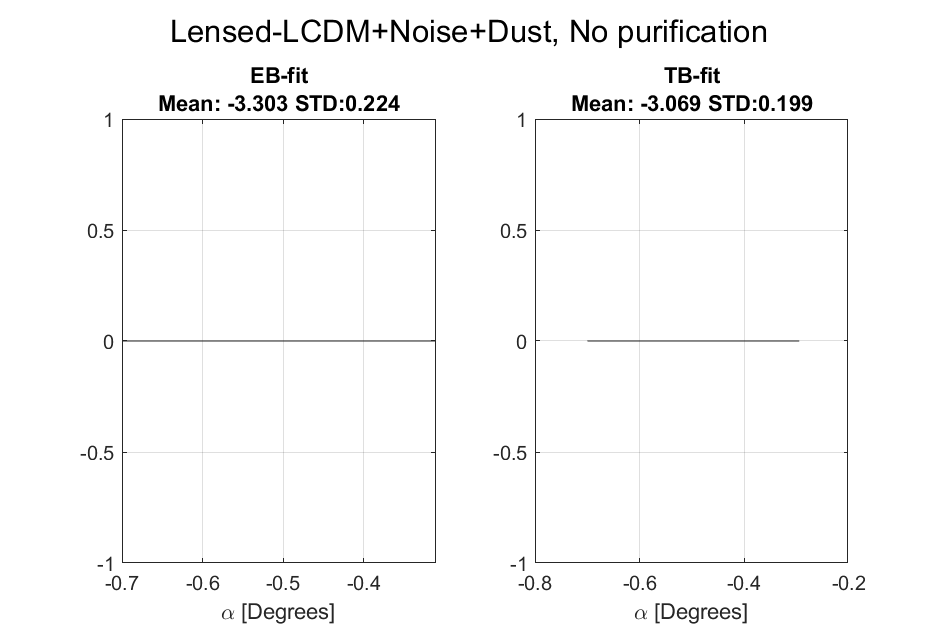 Lensed-LCDM+Noise+Dust, No purification
EB-fit
Mean: -3.303 STD:0.224
1
0.5
0
-0.5
-1
-0.7 -0.6 -0.5 -0.4
α [Degrees]
TB-fit
Mean: -3.069 STD:0.199
1
0.5
0
-0.5
-1
-0.8 -0.6 -0.4 -0.2
α [Degrees]